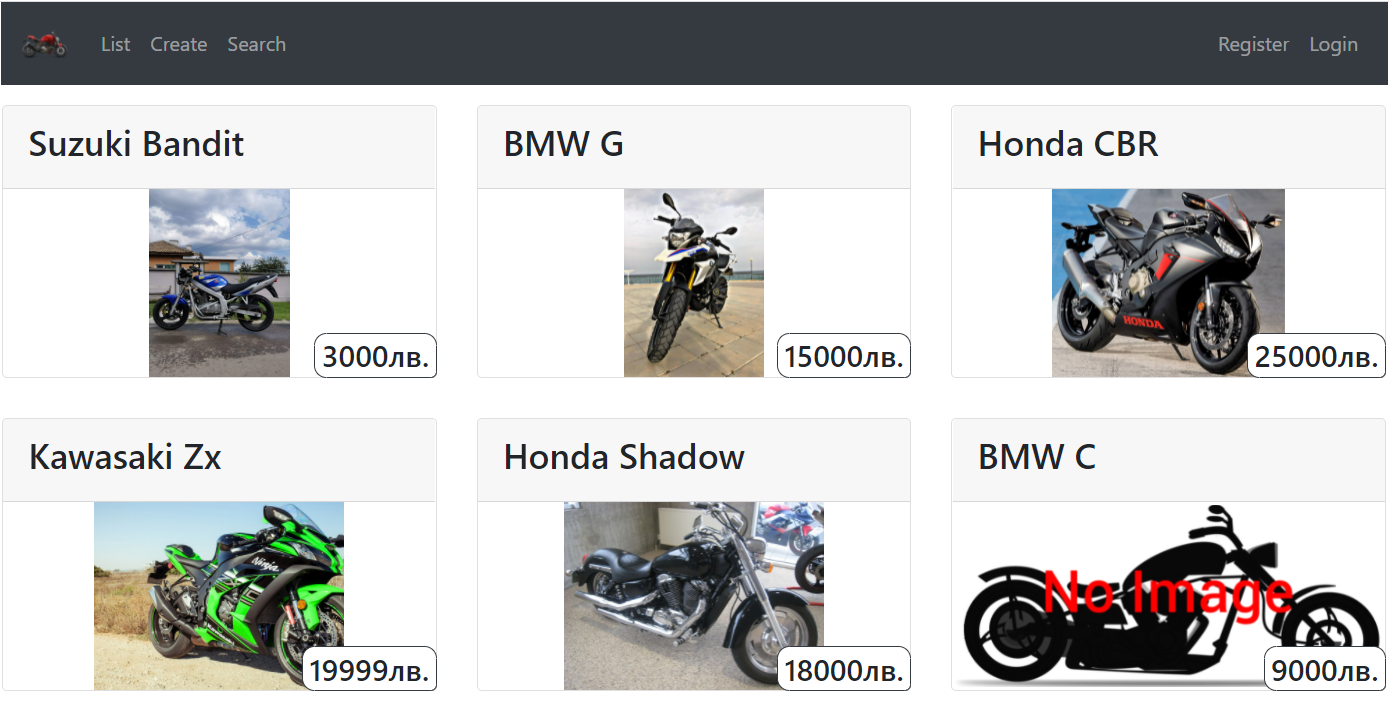 List Create Search Register Login
Suzuki Bandit
3000лв.
BMW G
15000лв.
Honda CBR
HONDA
25000лв.
Kawasaki Zx
Ninja
19999лв.
Honda Shadow
18000лв.
BMW C
No Image
9000лв.